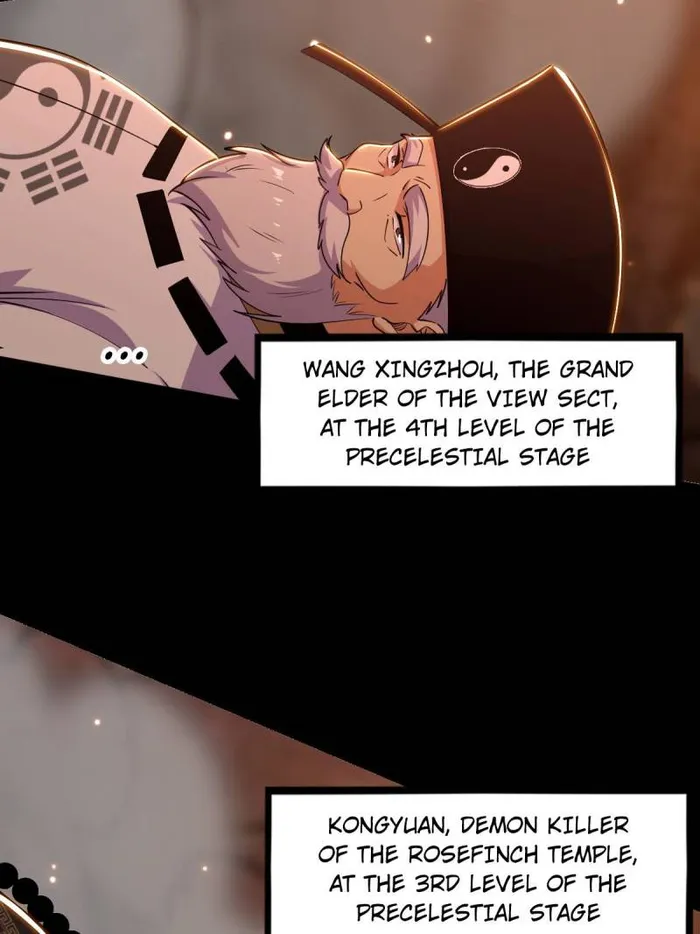 ...
WANG XINGZHOU, THE GRAND
ELDER OF THE VIEW SECT,
AT THE 4TH LEVEL OF THE
PRECELESTIAL STAGE
KONGYUAN, DEMON KILLER
OF THE ROSEFINCH TEMPLE,
AT THE 3RD LEVEL OF THE
PRECELESTIAL STAGE